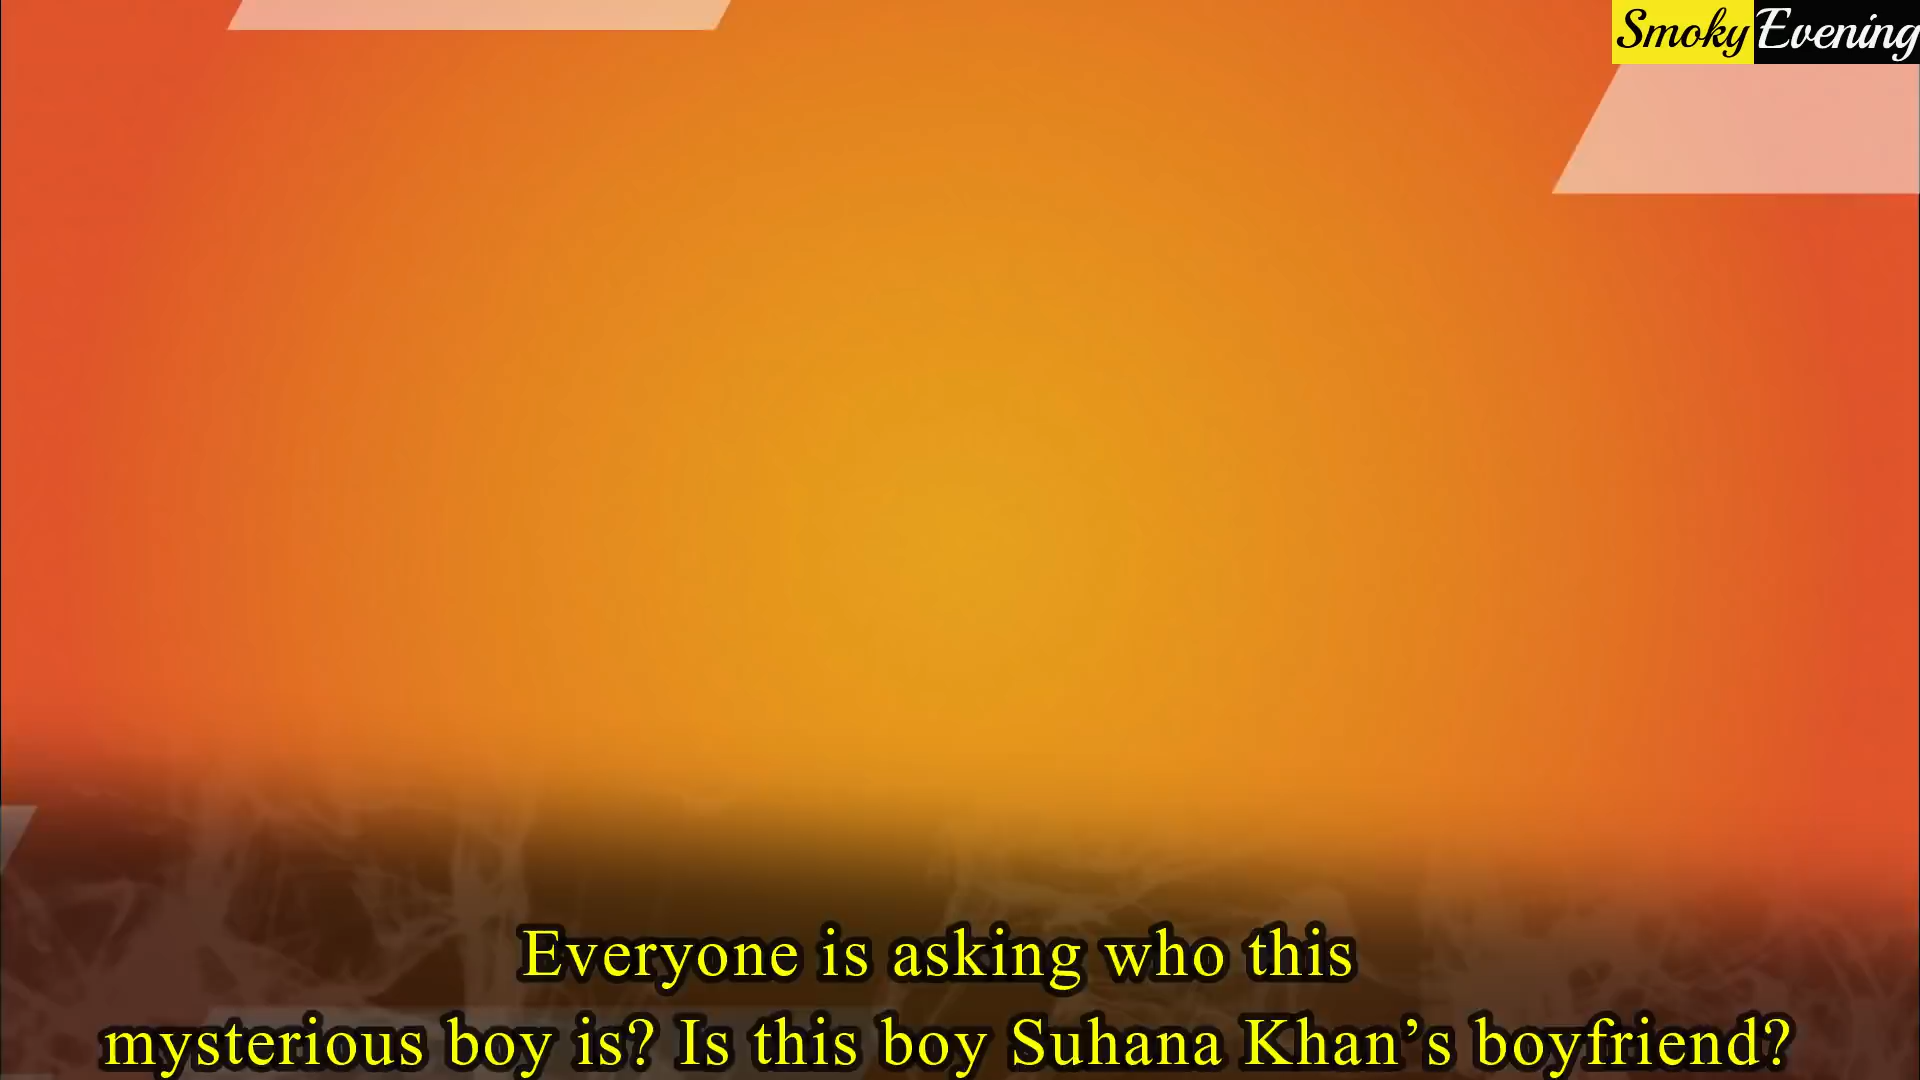 Smoky Evening
Everyone is asking who this
mysterious boy is? Is this boy Suhana Khan’s boyfriend?